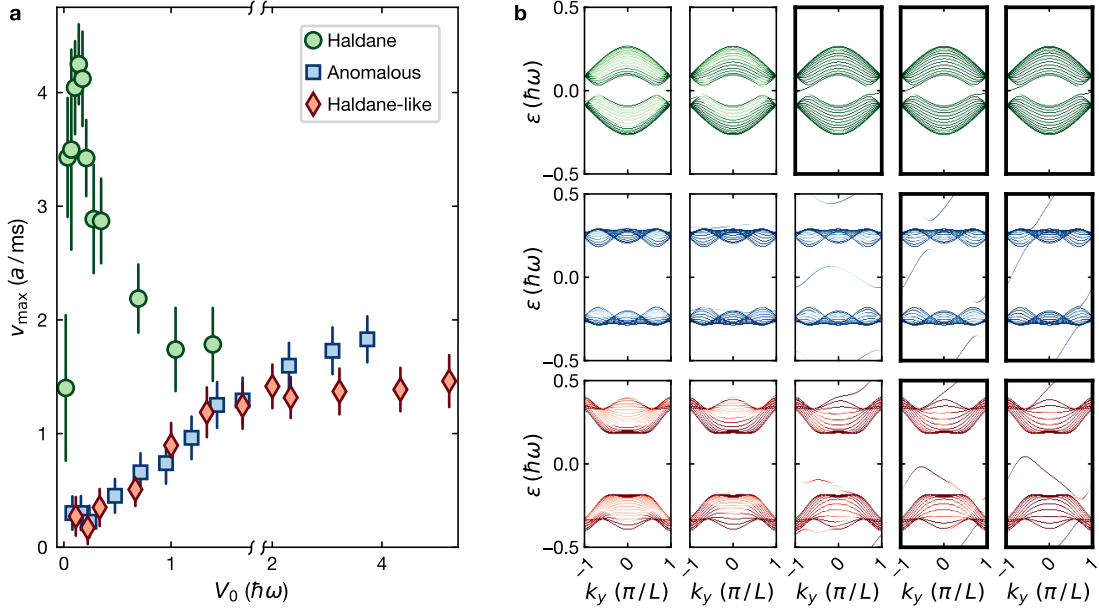 a
v_max (a / ms)
4
3
2
1
0
Haldane
Anomalous
Haldane-like
0
1
2
4
V_0 (ħω)
b
ε (ħω)
0.5
0.0
−0.5
ε (ħω)
0.5
0.0
−0.5
ε (ħω)
0.5
0.0
−0.5
−1 0 1 −1 0 1 −1 0 1 −1 0 1 −1 0 1
k_y (π / L) k_y (π / L) k_y (π / L) k_y (π / L) k_y (π / L)